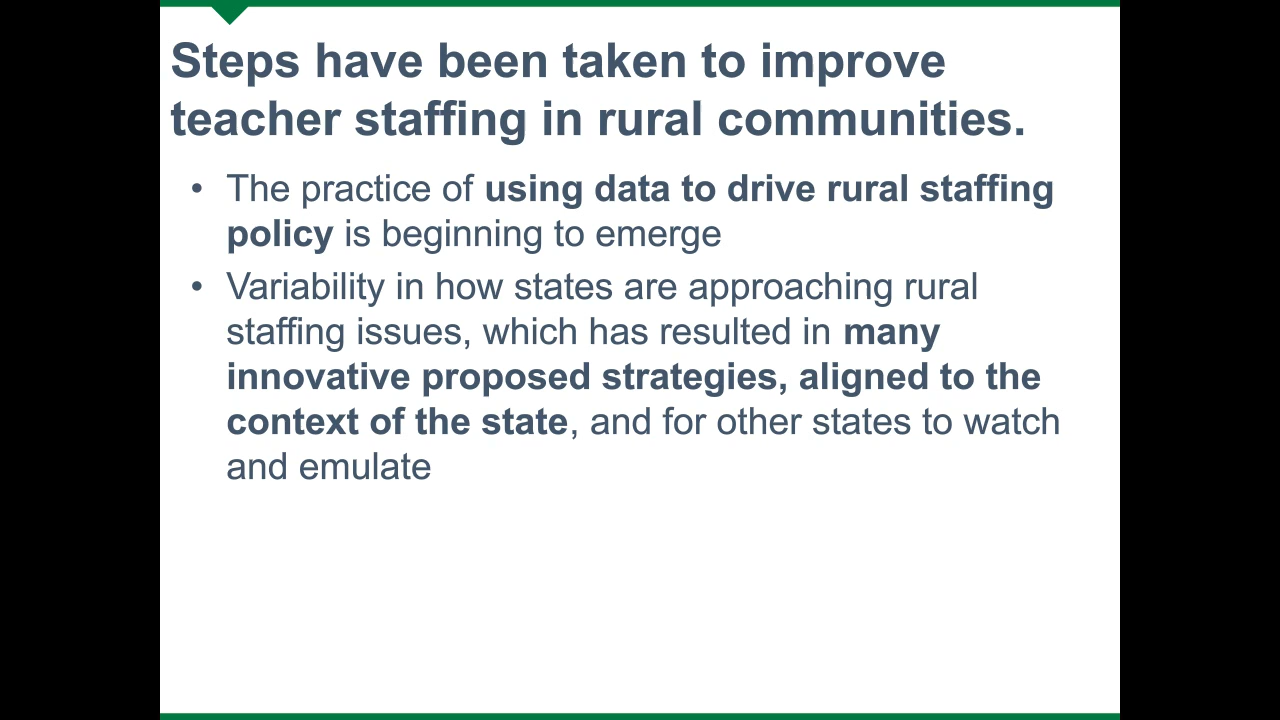 Steps have been taken to improve
teacher staffing in rural communities.
• The practice of using data to drive rural staffing
policy is beginning to emerge
• Variability in how states are approaching rural
staffing issues, which has resulted in many
innovative proposed strategies, aligned to the
context of the state, and for other states to watch
and emulate